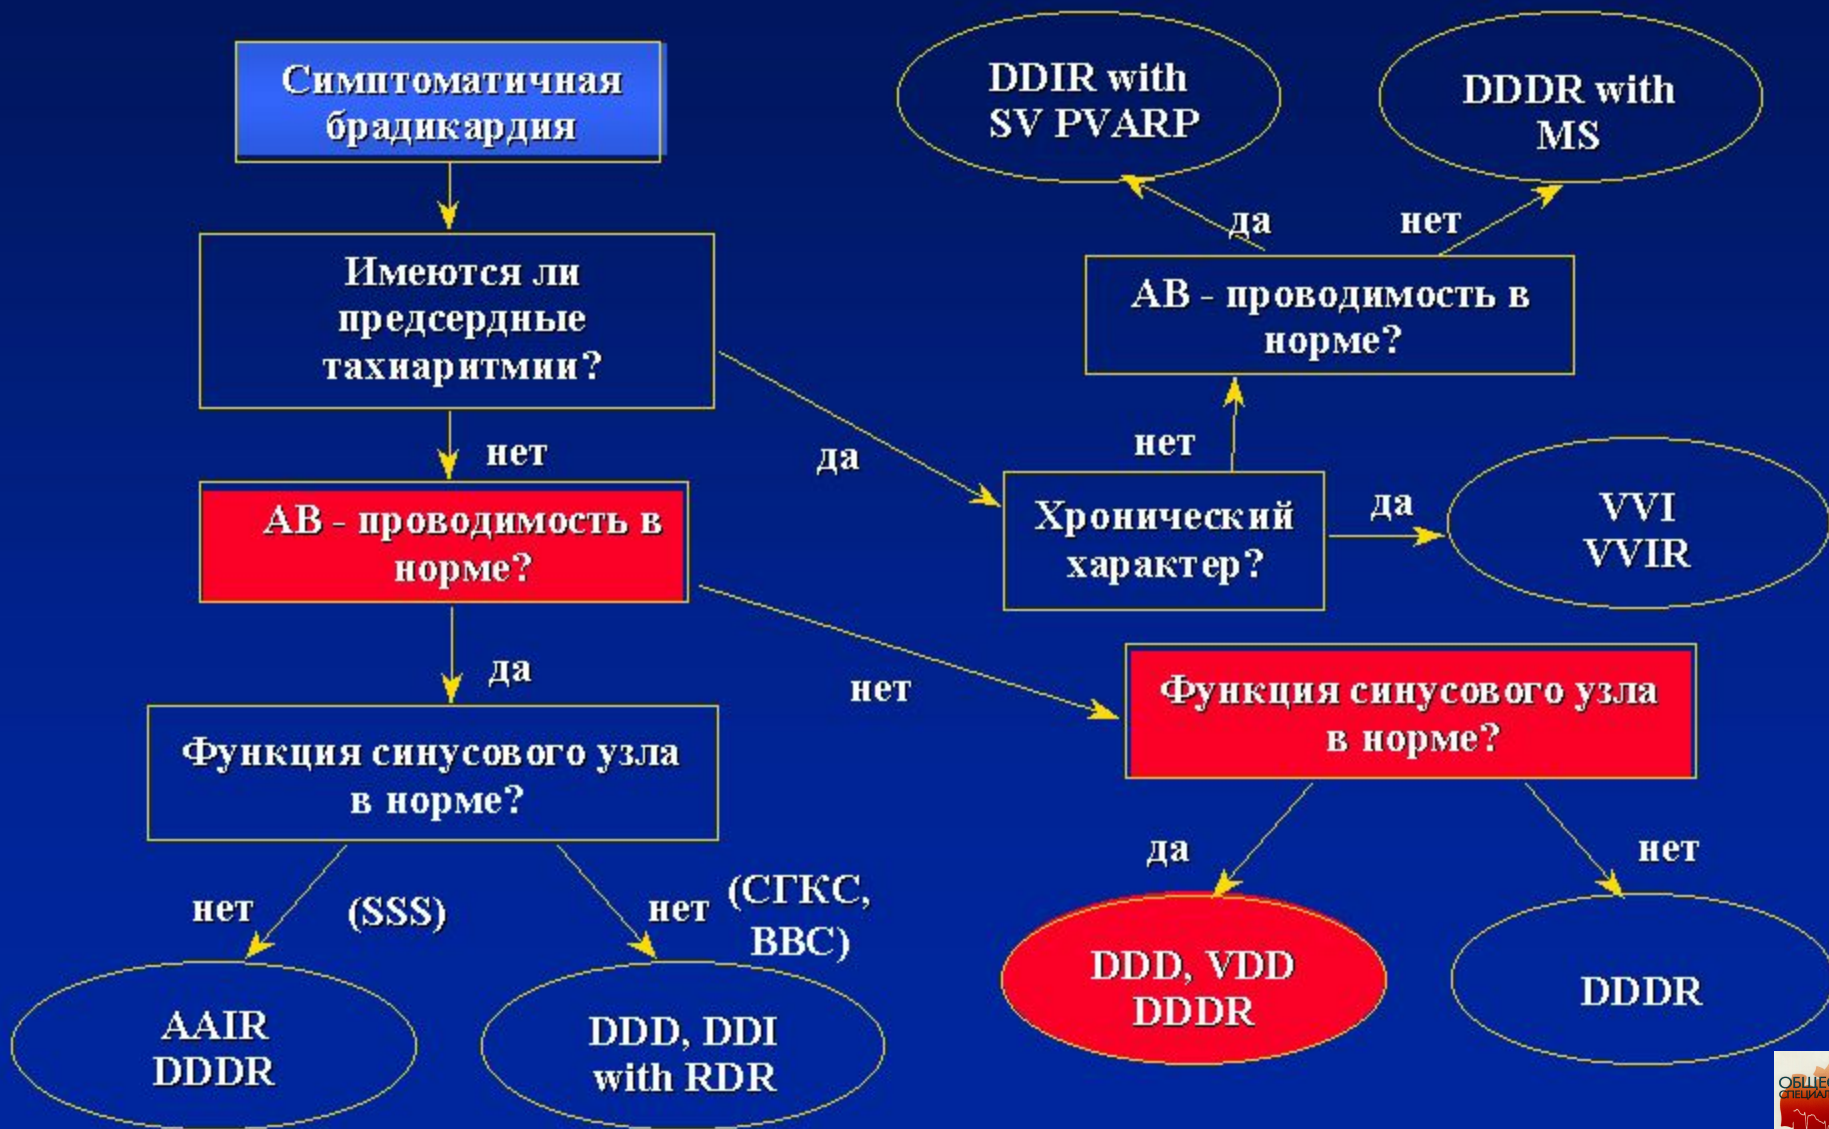 Симптоматичная
брадикардия
Имеются ли
предсердные
тахиаритмии?
нет
да
АВ - проводимость в
норме?
да
нет
Функция синусового узла
в норме?
нет
(SSS)
нет
(СГКС,
ВВС)
AAIR
DDDR
DDD, DDI
with RDR
DDIR with
SV PVARP
DDDR with
MS
да
нет
АВ - проводимость в
норме?
нет
Хронический
характер?
да
VVI
VVIR
Функция синусового узла
в норме?
да
нет
DDD, VDD
DDDR
DDDR